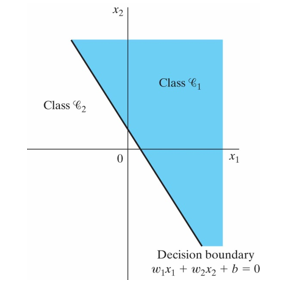 x₂
Class 𝒞₁
Class 𝒞₂
0
x₁
Decision boundary
w₁x₁ + w₂x₂ + b = 0